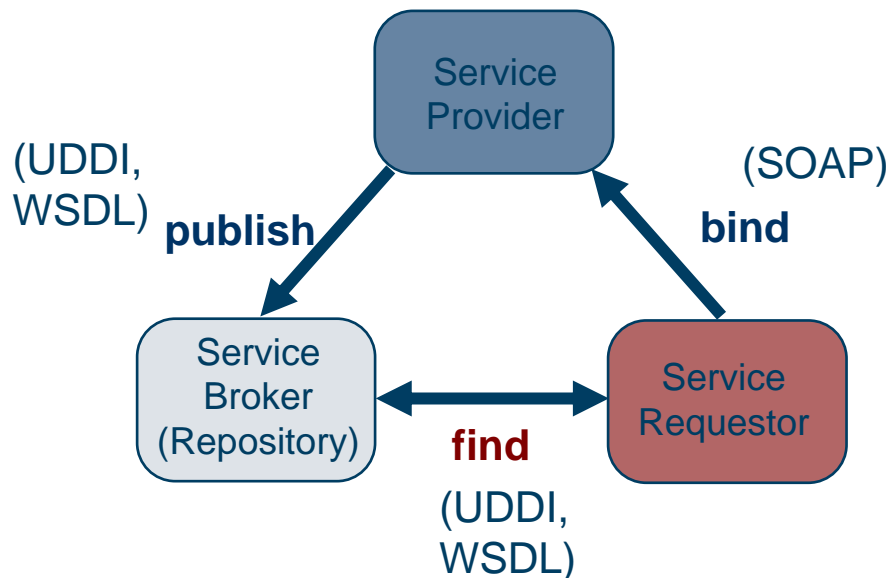 Service
Provider
(UDDI,
WSDL)
publish
(SOAP)
bind
Service
Broker
(Repository)
Service
Requestor
find
(UDDI,
WSDL)